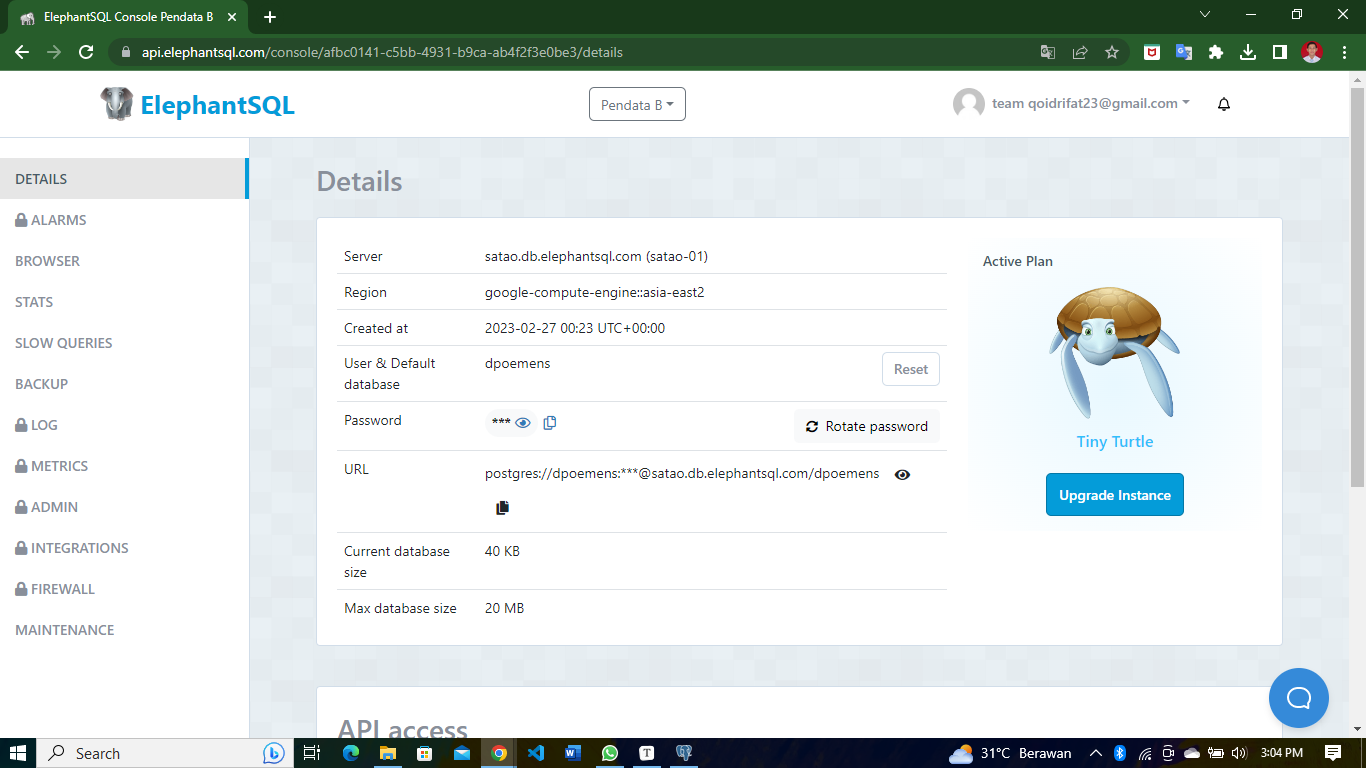 ElephantSQL Console Pendata B
api.elephantsql.com/console/afbc0141-c5bb-4931-b9ca-ab4f2f3e0be3/details
ElephantSQL
Pendata B
team qoidrifat23@gmail.com
DETAILS
ALARMS
BROWSER
STATS
SLOW QUERIES
BACKUP
LOG
METRICS
ADMIN
INTEGRATIONS
FIREWALL
MAINTENANCE
Details
Server satao.db.elephantsql.com (satao-01)
Region google-compute-engine::asia-east2
Created at 2023-02-27 00:23 UTC+00:00
User & Default dpoemens Reset
database
Password *** Rotate password
URL postgres://dpoemens:***@satao.db.elephantsql.com/dpoemens
Current database 40 KB
size
Max database size 20 MB
Active Plan
Tiny Turtle
Upgrade Instance
API access
Search
31°C Berawan
3:04 PM